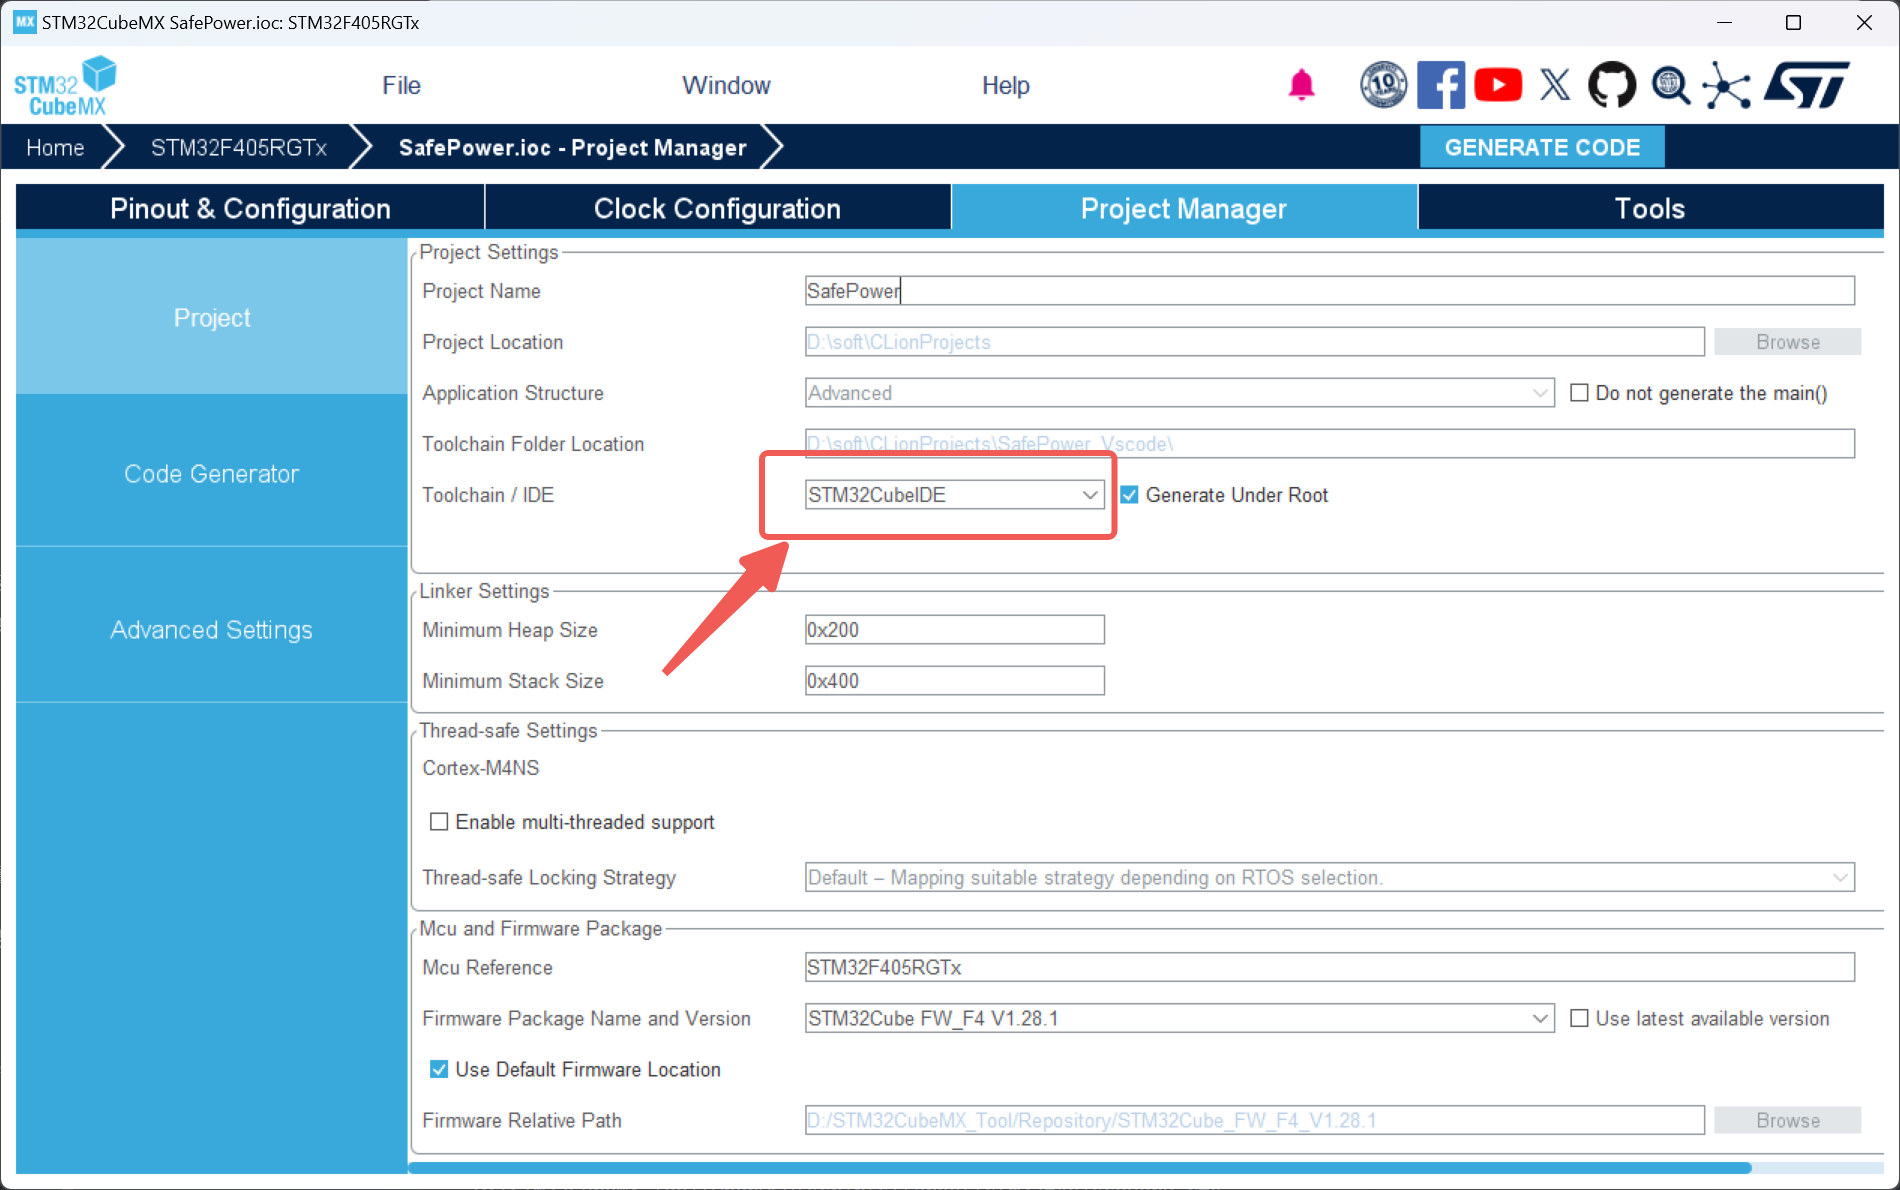 MX STM32CubeMX SafePower.ioc: STM32F405RGTx
STM32 CubeMX
File Window Help
10 YEARS
ST
Home STM32F405RGTx SafePower.ioc - Project Manager GENERATE CODE
Pinout & Configuration Clock Configuration Project Manager Tools
Project
Code Generator
Advanced Settings
Project Settings
Project Name SafePower
Project Location D:\soft\CLionProjects Browse
Application Structure Advanced Do not generate the main()
Toolchain Folder Location D:\soft\CLionProjects\SafePower_Vscode\
Toolchain / IDE STM32CubeIDE Generate Under Root
Linker Settings
Minimum Heap Size 0x200
Minimum Stack Size 0x400
Thread-safe Settings
Cortex-M4NS
Enable multi-threaded support
Thread-safe Locking Strategy Default – Mapping suitable strategy depending on RTOS selection.
Mcu and Firmware Package
Mcu Reference STM32F405RGTx
Firmware Package Name and Version STM32Cube FW_F4 V1.28.1 Use latest available version
Use Default Firmware Location
Firmware Relative Path D:/STM32CubeMX_Tool/Repository/STM32Cube_FW_F4_V1.28.1 Browse